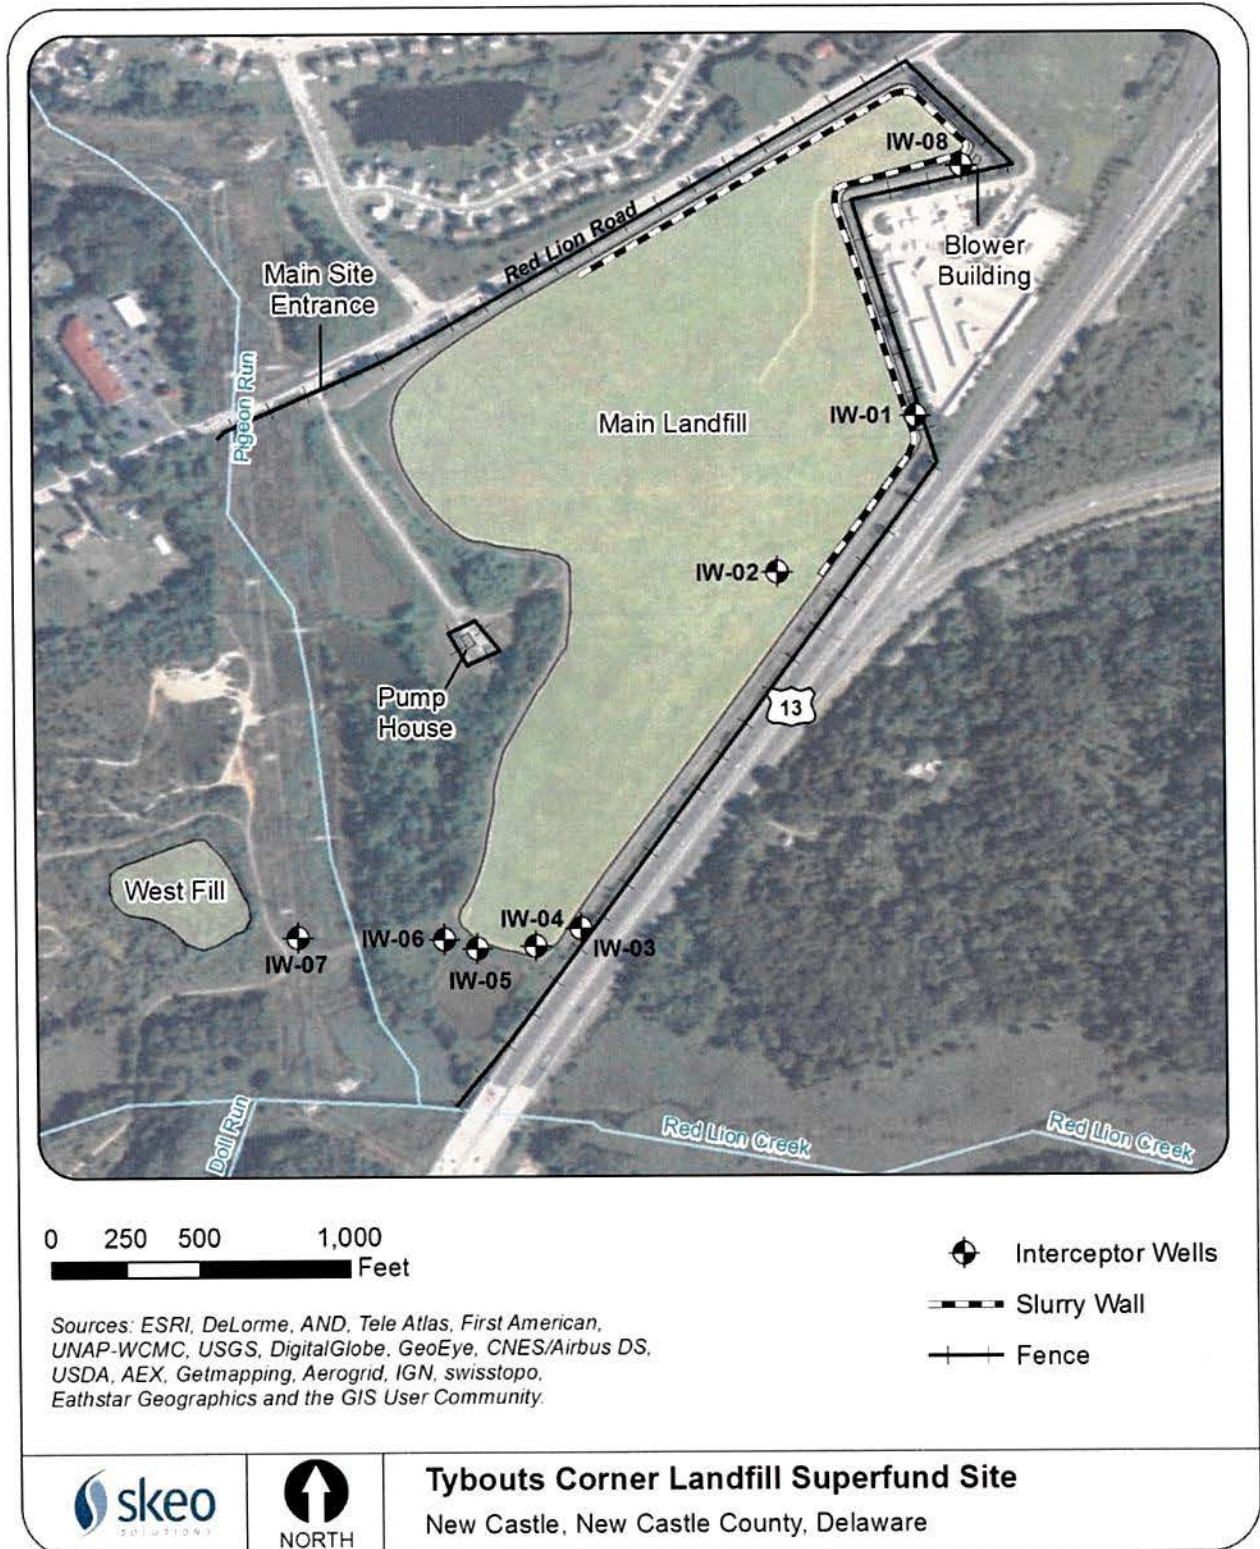 IW-08
Blower
Building
Red Lion Road
Main Site
Entrance
Pigeon Run
Main Landfill
IW-01
IW-02
13
Pump
House
West Fill
IW-04
IW-06
IW-03
IW-05
IW-07
Doll Run
Red Lion Creek
Red Lion Creek
0 250 500 1,000
Feet
Interceptor Wells
Slurry Wall
Fence
Sources: ESRI, DeLorme, AND, Tele Atlas, First American,
UNAP-WCMC, USGS, DigitalGlobe, GeoEye, CNES/Airbus DS,
USDA, AEX, Getmapping, Aerogrid, IGN, swisstopo,
Eathstar Geographics and the GIS User Community.
skeo
SOLUTIONS
NORTH
Tybouts Corner Landfill Superfund Site
New Castle, New Castle County, Delaware